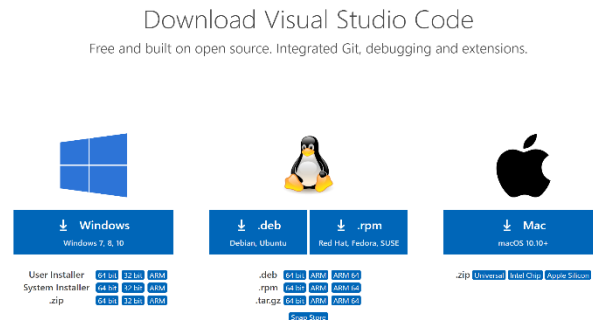 Download Visual Studio Code
Free and built on open source. Integrated Git, debugging and extensions.
Windows
Windows 7, 8, 10
User Installer 64 bit 32 bit ARM
System Installer 64 bit 32 bit ARM
.zip 64 bit 32 bit ARM
.deb
Debian, Ubuntu
.rpm
Red Hat, Fedora, SUSE
.deb 64 bit ARM ARM 64
.rpm 64 bit ARM ARM 64
.tar.gz 64 bit ARM ARM 64
Snap Store
Mac
macOS 10.10+
.zip Universal Intel Chip Apple Silicon